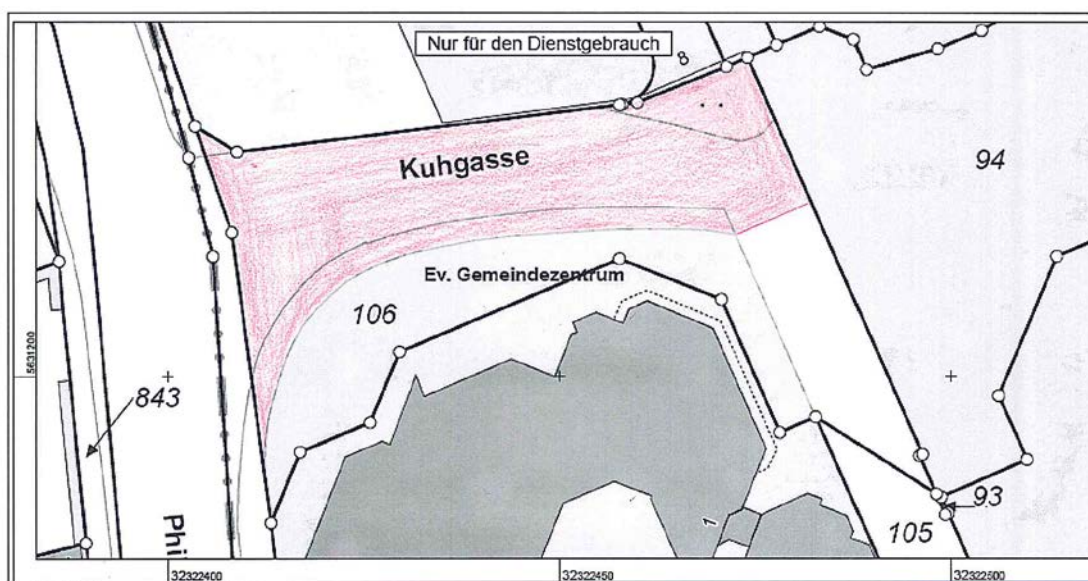 Nur für den Dienstgebrauch
8
Kuhgasse
94
Ev. Gemeindezentrum
106
5631200
843
93
1
105
Phi
32322400
32322450
32322500